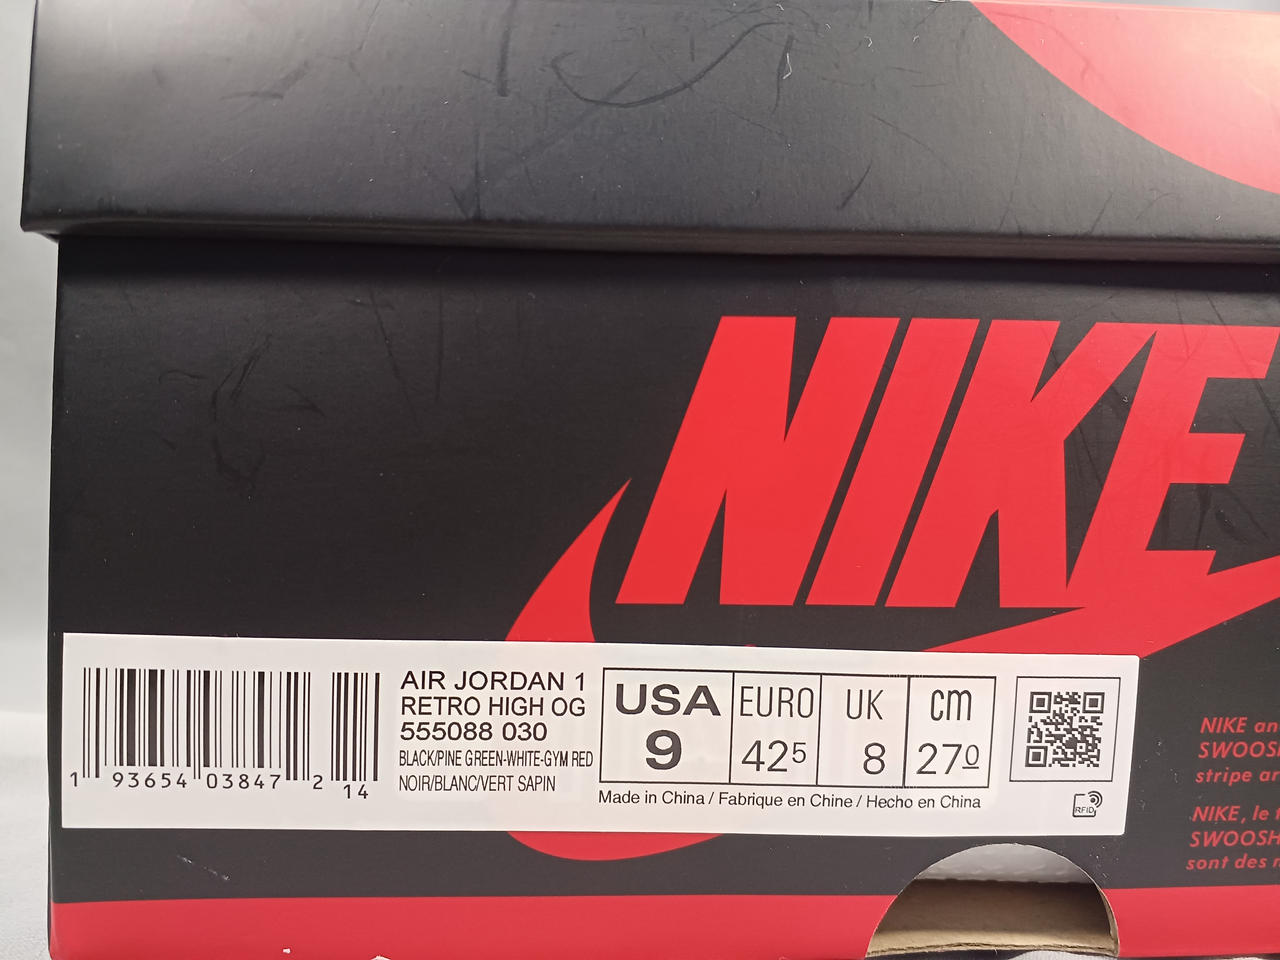 NIKE
AIR JORDAN 1
RETRO HIGH OG
555088 030
BLACK/PINE GREEN-WHITE-GYM RED
NOIR/BLANC/VERT SAPIN
1 93654 03847 2 14
USA EURO UK cm
9 425 8 270
Made in China / Fabrique en Chine / Hecho en China
RFID
NIKE
SWOOSH
stripe
NIKE, le
SWOOSH
sont des